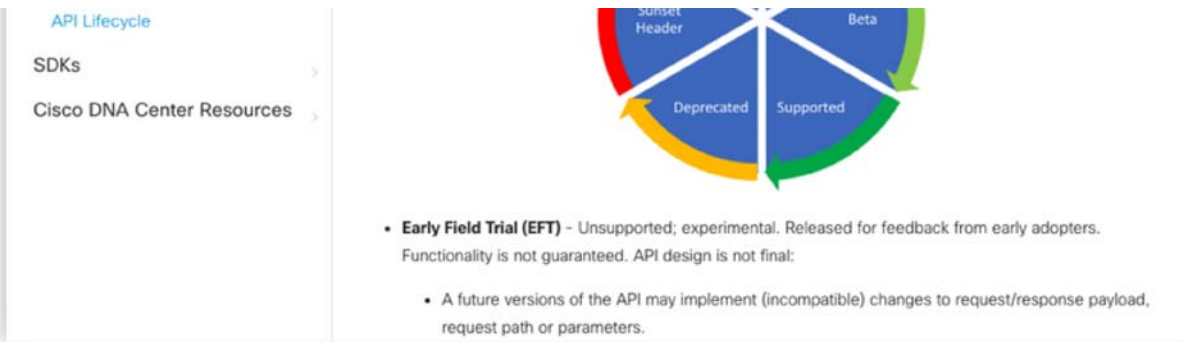 API Lifecycle
SDKs
Cisco DNA Center Resources
Sunset
Header
Beta
Deprecated
Supported
• Early Field Trial (EFT) - Unsupported; experimental. Released for feedback from early adopters.
Functionality is not guaranteed. API design is not final:
• A future versions of the API may implement (incompatible) changes to request/response payload,
request path or parameters.